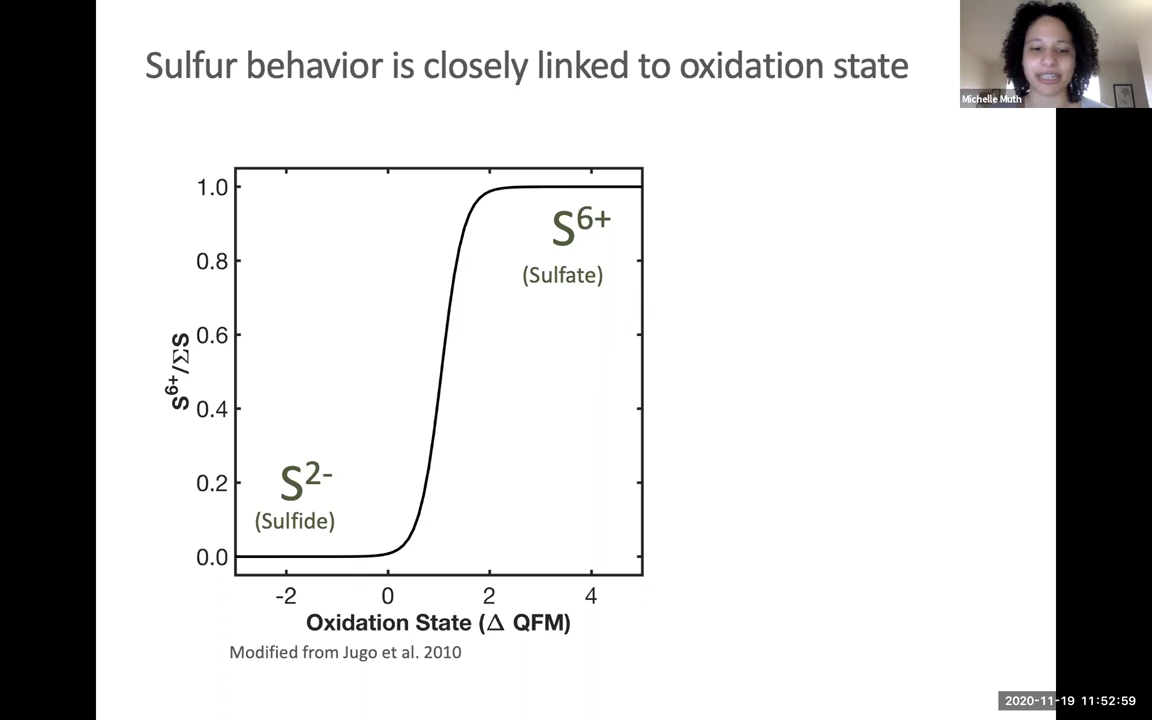 Sulfur behavior is closely linked to oxidation state
Michelle Muth
1.0
0.8
0.6
0.4
0.2
0.0
S⁶⁺/ΣS
S⁶⁺
(Sulfate)
S²⁻
(Sulfide)
-2 0 2 4
Oxidation State (Δ QFM)
Modified from Jugo et al. 2010
2020-11-19 11:52:59